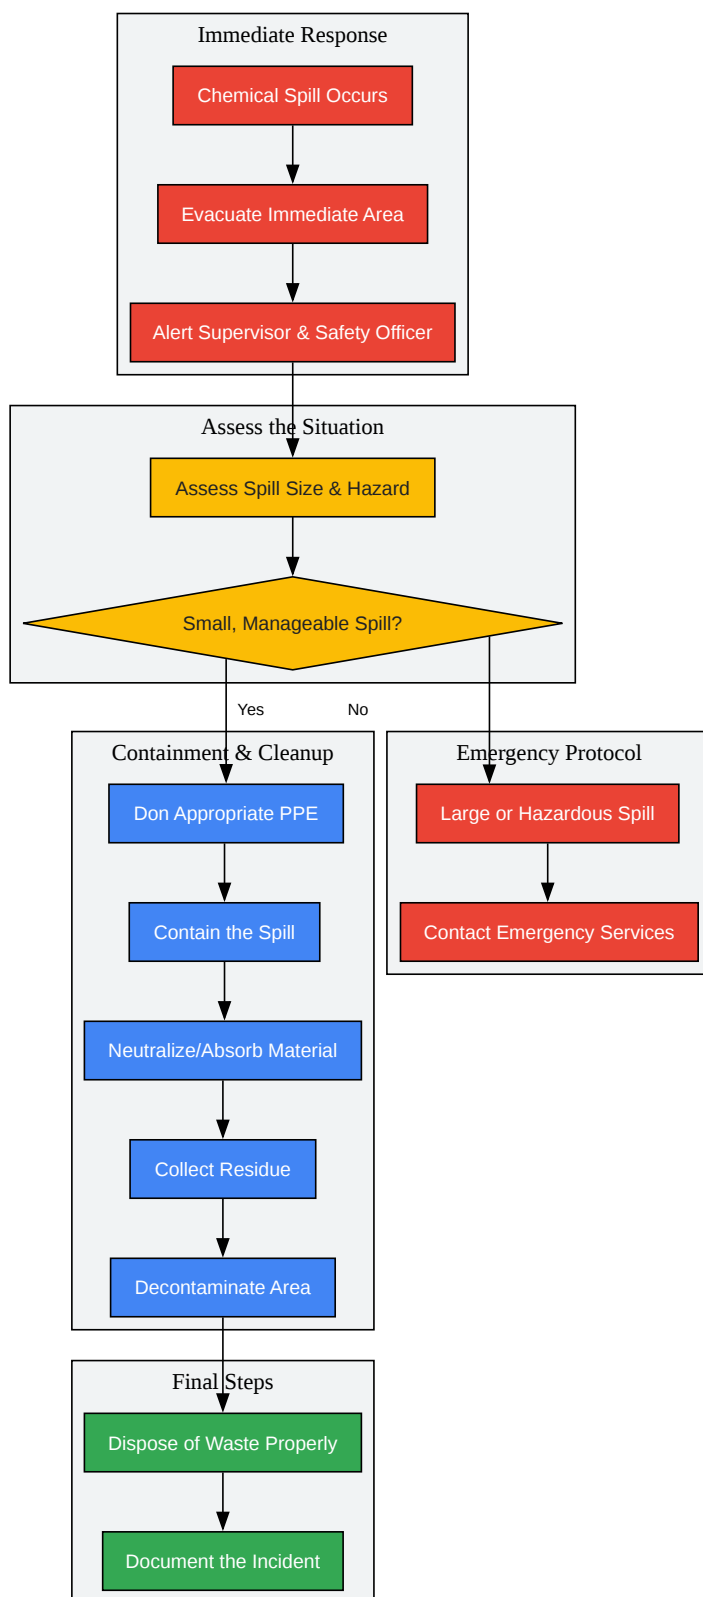 Immediate Response
Chemical Spill Occurs
Evacuate Immediate Area
Alert Supervisor & Safety Officer
Assess the Situation
Assess Spill Size & Hazard
Small, Manageable Spill?
Yes
No
Containment & Cleanup
Don Appropriate PPE
Contain the Spill
Neutralize/Absorb Material
Collect Residue
Decontaminate Area
Emergency Protocol
Large or Hazardous Spill
Contact Emergency Services
Final Steps
Dispose of Waste Properly
Document the Incident